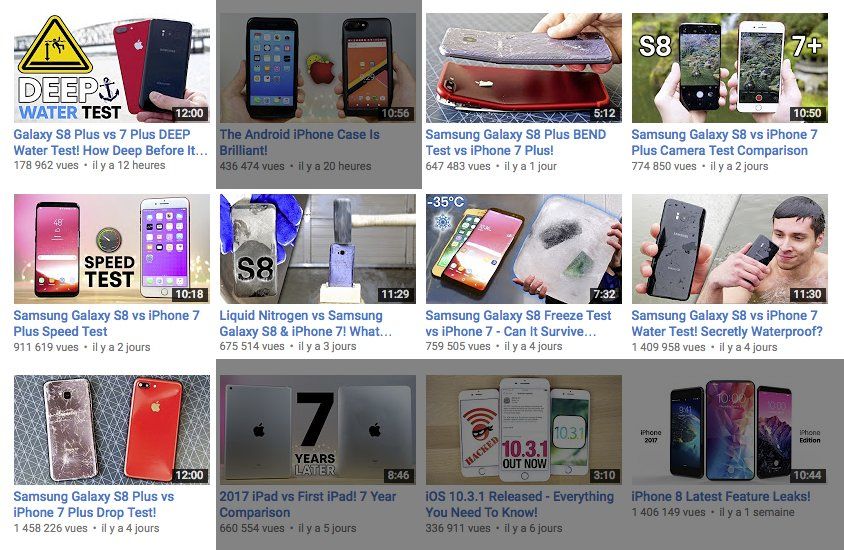 DEEP
WATER TEST
12:00
Galaxy S8 Plus vs 7 Plus DEEP
Water Test! How Deep Before It…
178 962 vues • il y a 12 heures
10:56
The Android iPhone Case Is
Brilliant!
436 474 vues • il y a 20 heures
5:12
Samsung Galaxy S8 Plus BEND
Test vs iPhone 7 Plus!
647 483 vues • il y a 1 jour
S8
7+
10:50
Samsung Galaxy S8 vs iPhone 7
Plus Camera Test Comparison
774 850 vues • il y a 2 jours
SPEED
TEST
10:18
Samsung Galaxy S8 vs iPhone 7
Plus Speed Test
911 619 vues • il y a 2 jours
S8
11:29
Liquid Nitrogen vs Samsung
Galaxy S8 & iPhone 7! What…
675 514 vues • il y a 3 jours
-35°C
7:32
Samsung Galaxy S8 Freeze Test
vs iPhone 7 - Can It Survive…
759 505 vues • il y a 4 jours
SAMSUNG
11:30
Samsung Galaxy S8 vs iPhone 7
Water Test! Secretly Waterproof?
1 409 958 vues • il y a 4 jours
12:00
Samsung Galaxy S8 Plus vs
iPhone 7 Plus Drop Test!
1 458 226 vues • il y a 4 jours
7
YEARS
LATER
8:46
2017 iPad vs First iPad! 7 Year
Comparison
660 554 vues • il y a 5 jours
HACKED
10.3.1
OUT NOW
10.3.1
3:10
iOS 10.3.1 Released - Everything
You Need To Know!
336 911 vues • il y a 6 jours
iPhone
2017
9:41
10:00
iPhone
Edition
10:44
iPhone 8 Latest Feature Leaks!
1 406 149 vues • il y a 1 semaine